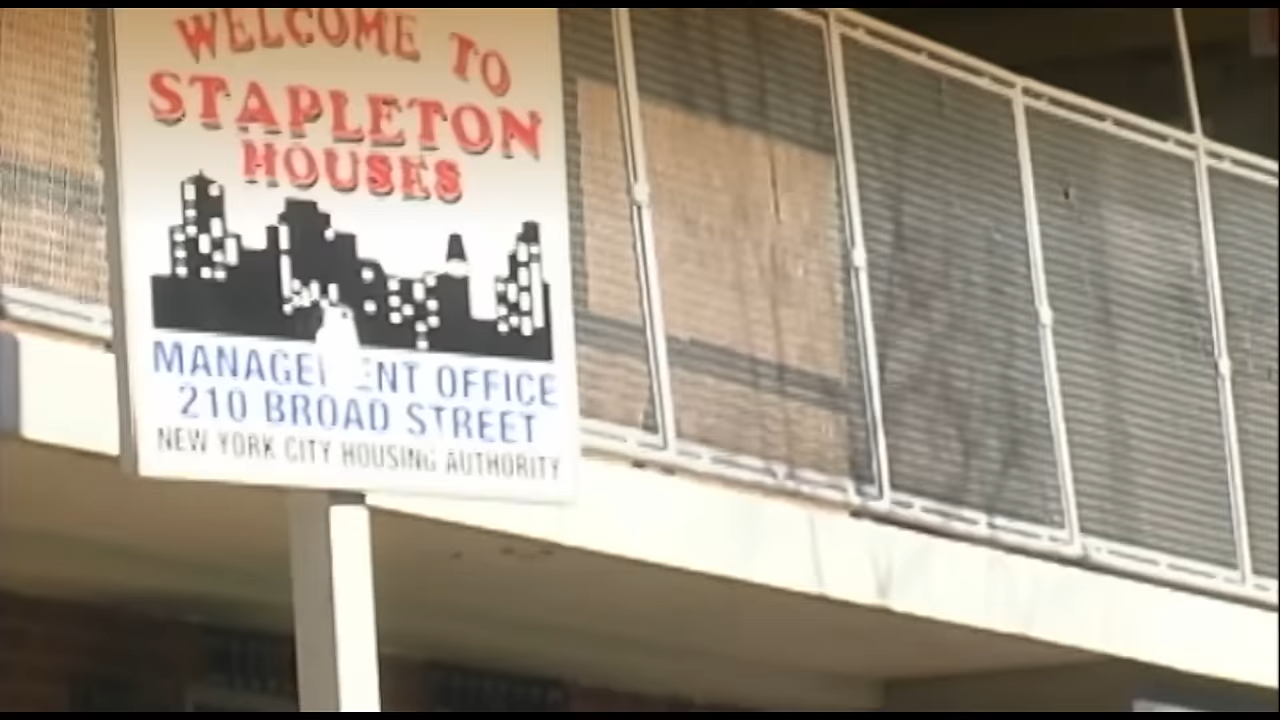 WELCOME TO
STAPLETON
HOUSES
MANAGEMENT OFFICE
210 BROAD STREET
NEW YORK CITY HOUSING AUTHORITY